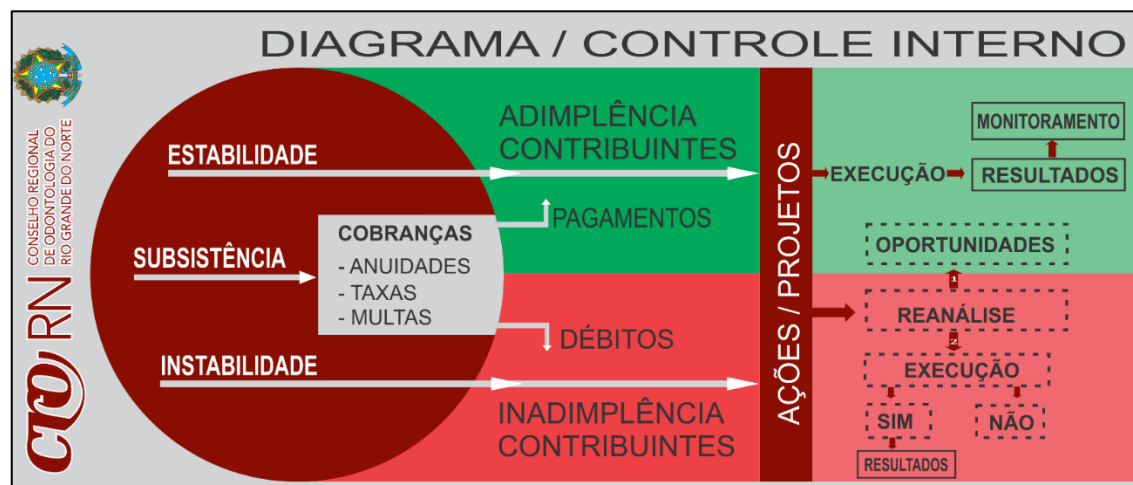 DIAGRAMA / CONTROLE INTERNO
cro RN
CONSELHO REGIONAL
DE ODONTOLOGIA DO
RIO GRANDE DO NORTE
ESTABILIDADE
SUBSISTÊNCIA
INSTABILIDADE
COBRANÇAS
- ANUIDADES
- TAXAS
- MULTAS
ADIMPLÊNCIA
CONTRIBUINTES
PAGAMENTOS
DÉBITOS
INADIMPLÊNCIA
CONTRIBUINTES
AÇÕES / PROJETOS
EXECUÇÃO
MONITORAMENTO
RESULTADOS
OPORTUNIDADES
1
REANÁLISE
2
EXECUÇÃO
SIM
NÃO
RESULTADOS